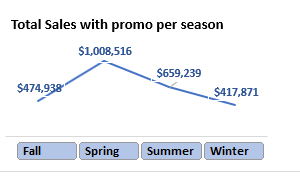 Total Sales with promo per season
$1,008,516
$659,239
$474,938
$417,871
Fall Spring Summer Winter